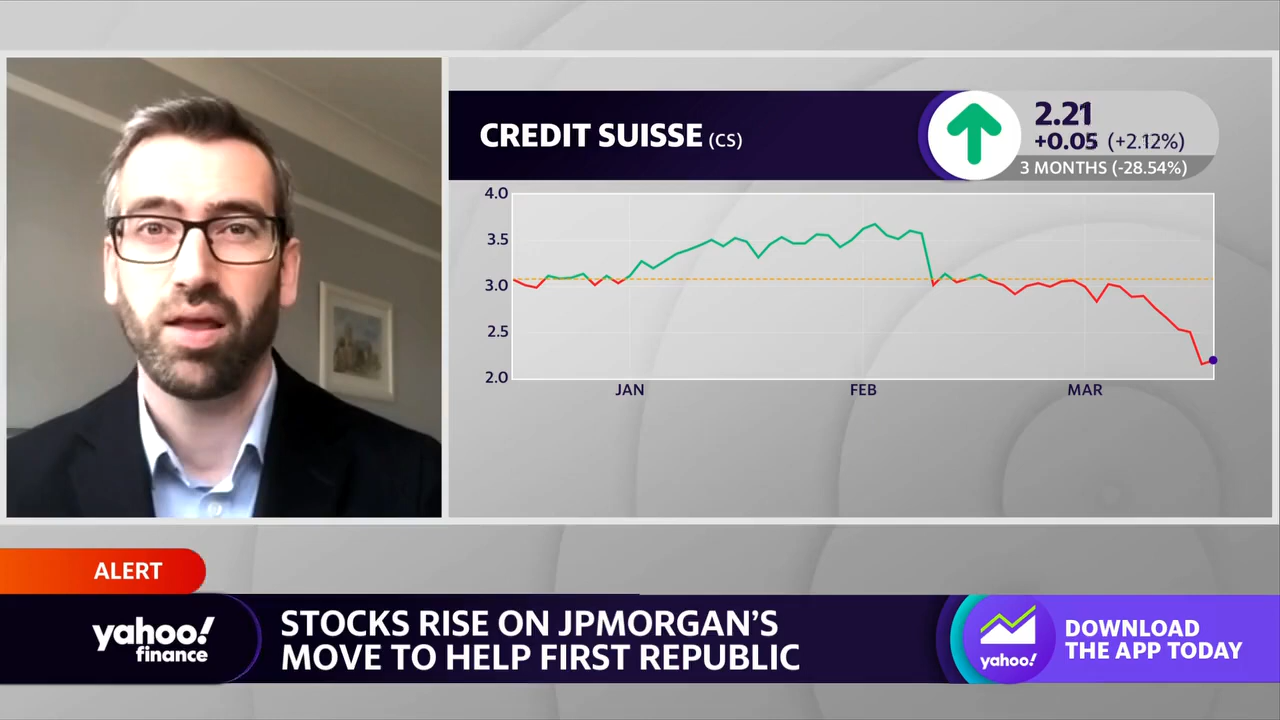 CREDIT SUISSE (CS)
2.21
+0.05 (+2.12%)
3 MONTHS (-28.54%)
4.0
3.5
3.0
2.5
2.0
JAN FEB MAR
ALERT
yahoo!
finance
STOCKS RISE ON JPMORGAN'S
MOVE TO HELP FIRST REPUBLIC
yahoo!
DOWNLOAD
THE APP TODAY